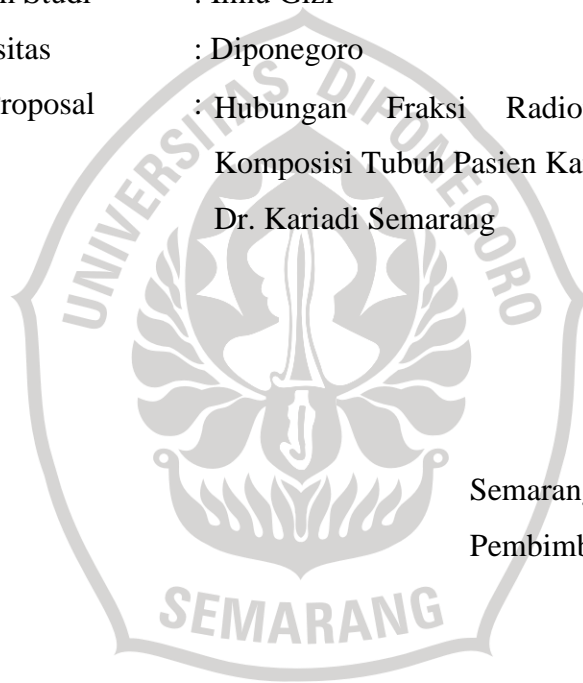 Studi : Ilmu Gizi
sitas : Diponegoro
roposal : Hubungan Fraksi Radio
Komposisi Tubuh Pasien Ka
Dr. Kariadi Semarang
UNIVERSITAS DIPONEGORO
Semaran
Pembimb
SEMARANG